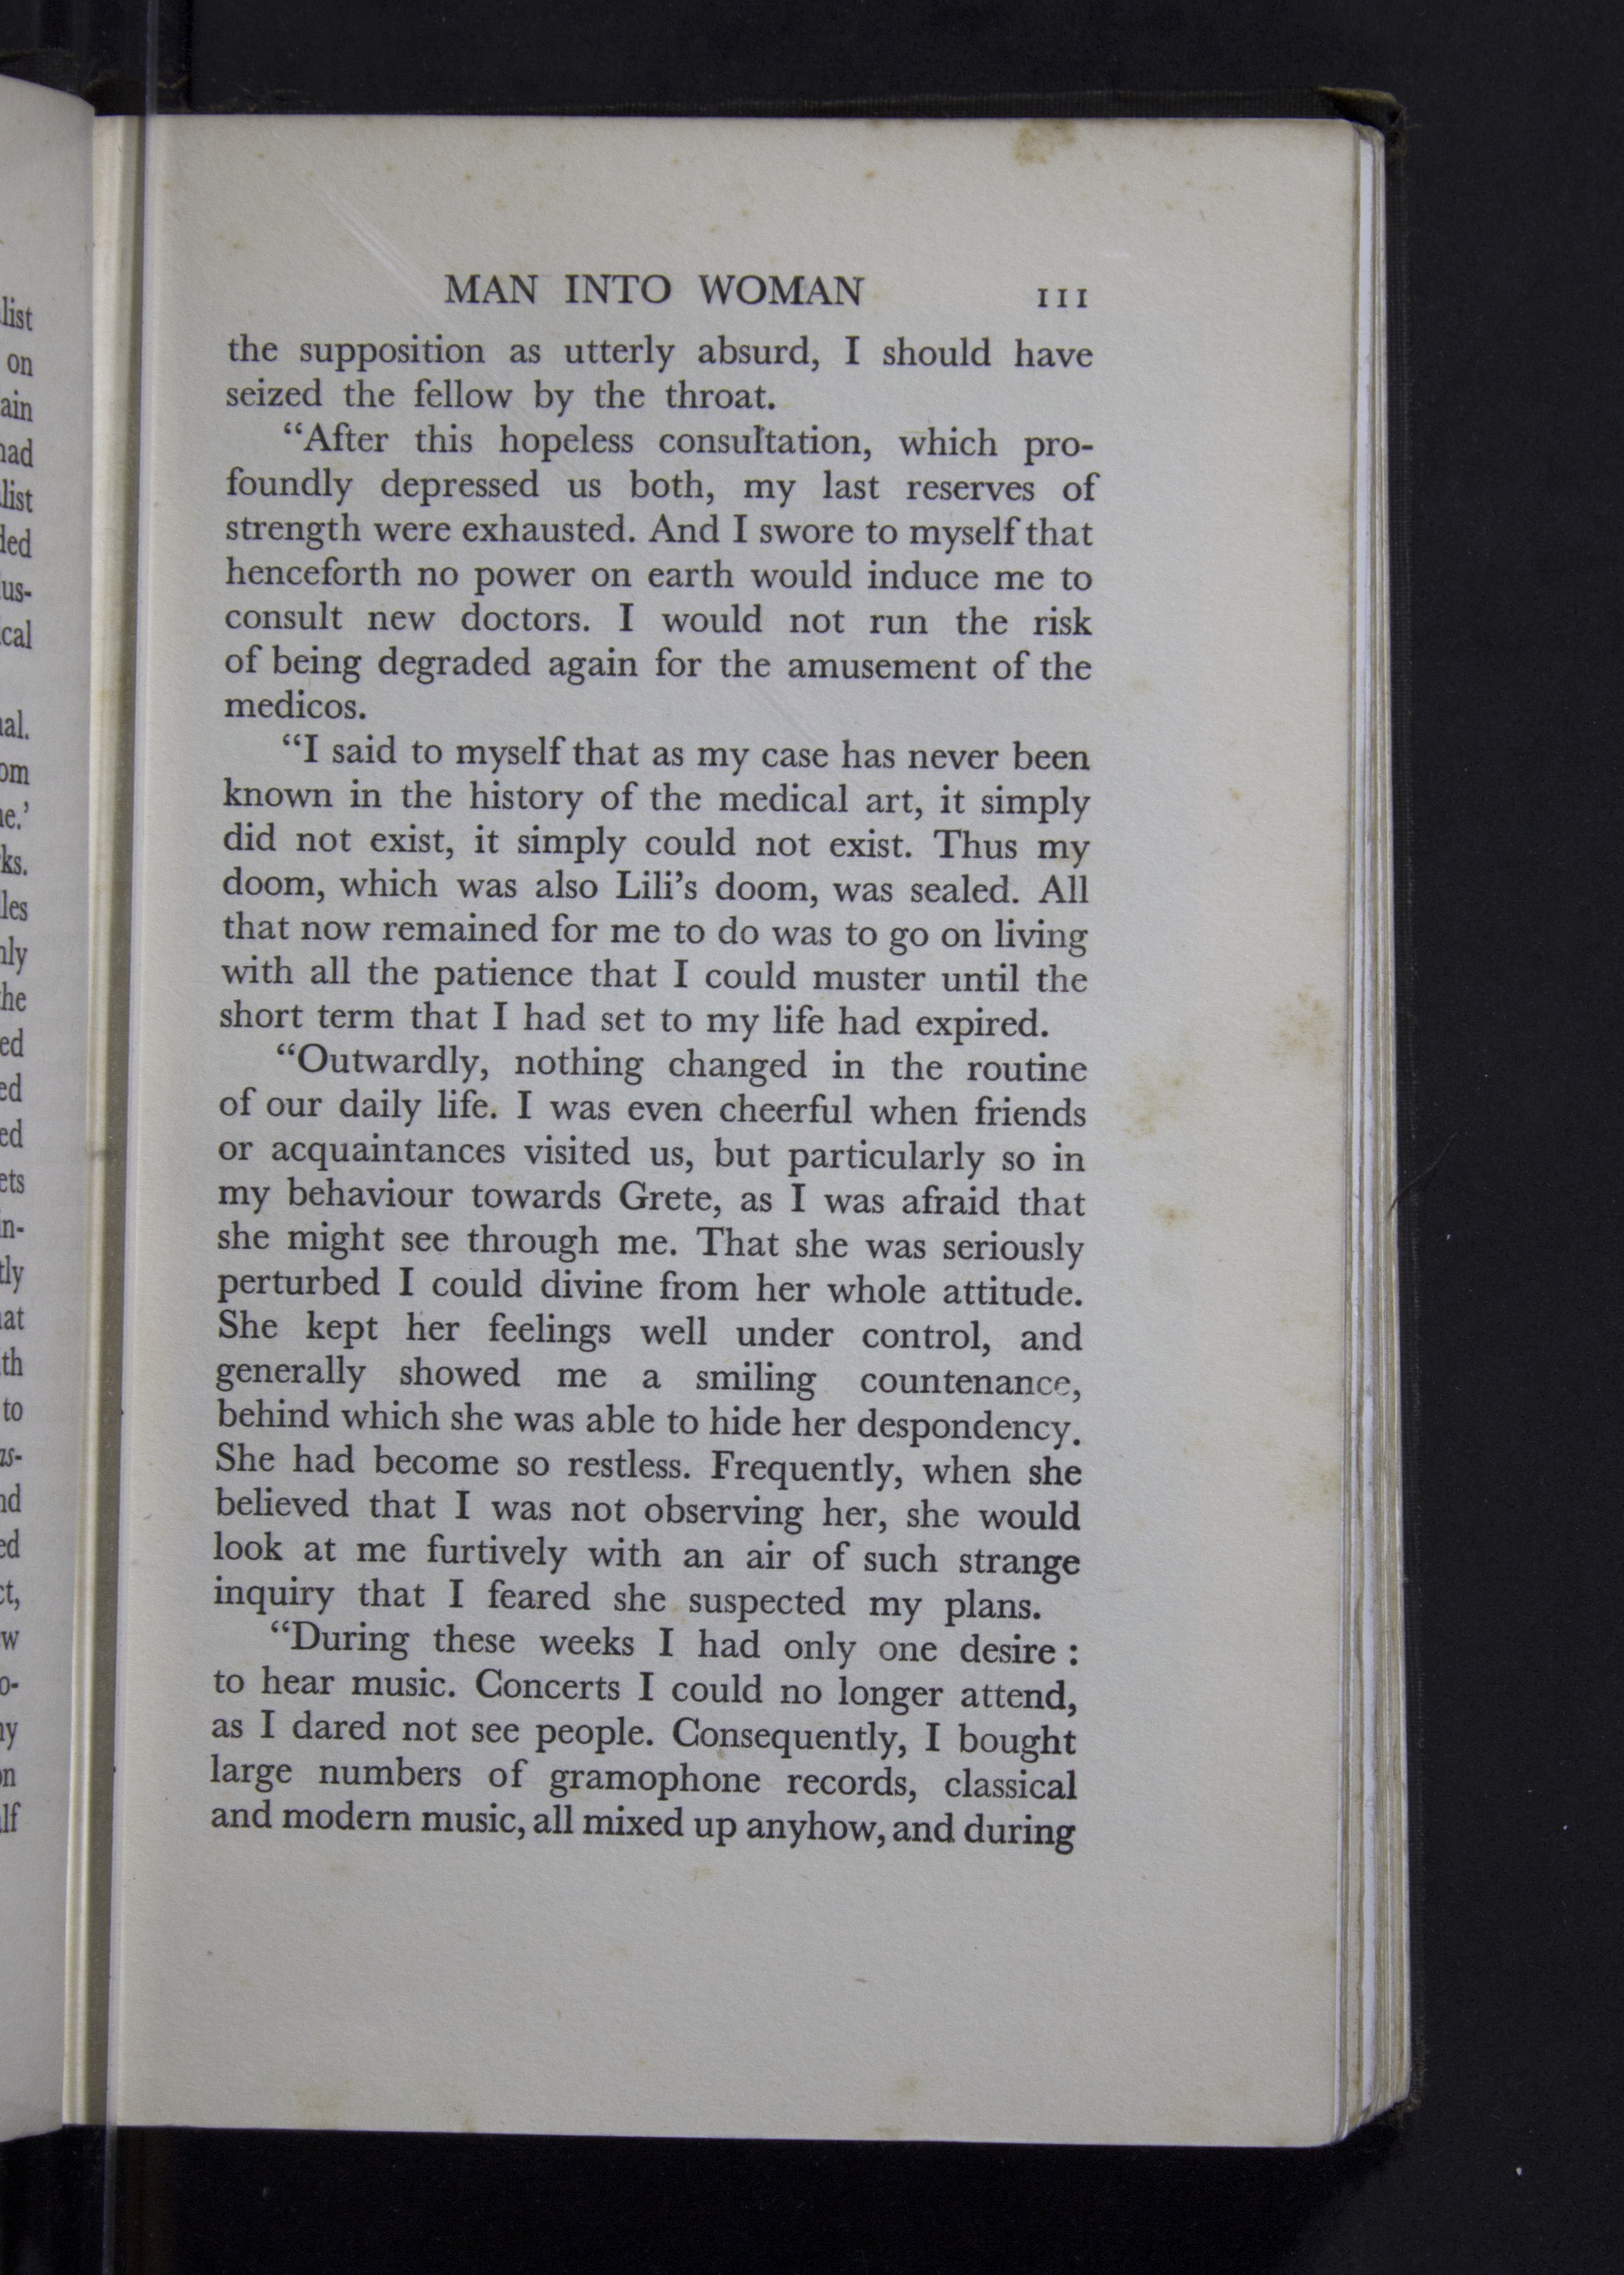 MAN INTO WOMAN 111
the supposition as utterly absurd, I should have
seized the fellow by the throat.
“After this hopeless consultation, which pro-
foundly depressed us both, my last reserves of
strength were exhausted. And I swore to myself that
henceforth no power on earth would induce me to
consult new doctors. I would not run the risk
of being degraded again for the amusement of the
medicos.
“I said to myself that as my case has never been
known in the history of the medical art, it simply
did not exist, it simply could not exist. Thus my
doom, which was also Lili’s doom, was sealed. All
that now remained for me to do was to go on living
with all the patience that I could muster until the
short term that I had set to my life had expired.
“Outwardly, nothing changed in the routine
of our daily life. I was even cheerful when friends
or acquaintances visited us, but particularly so in
my behaviour towards Grete, as I was afraid that
she might see through me. That she was seriously
perturbed I could divine from her whole attitude.
She kept her feelings well under control, and
generally showed me a smiling countenance,
behind which she was able to hide her despondency.
She had become so restless. Frequently, when she
believed that I was not observing her, she would
look at me furtively with an air of such strange
inquiry that I feared she suspected my plans.
“During these weeks I had only one desire :
to hear music. Concerts I could no longer attend,
as I dared not see people. Consequently, I bought
large numbers of gramophone records, classical
and modern music, all mixed up anyhow, and during